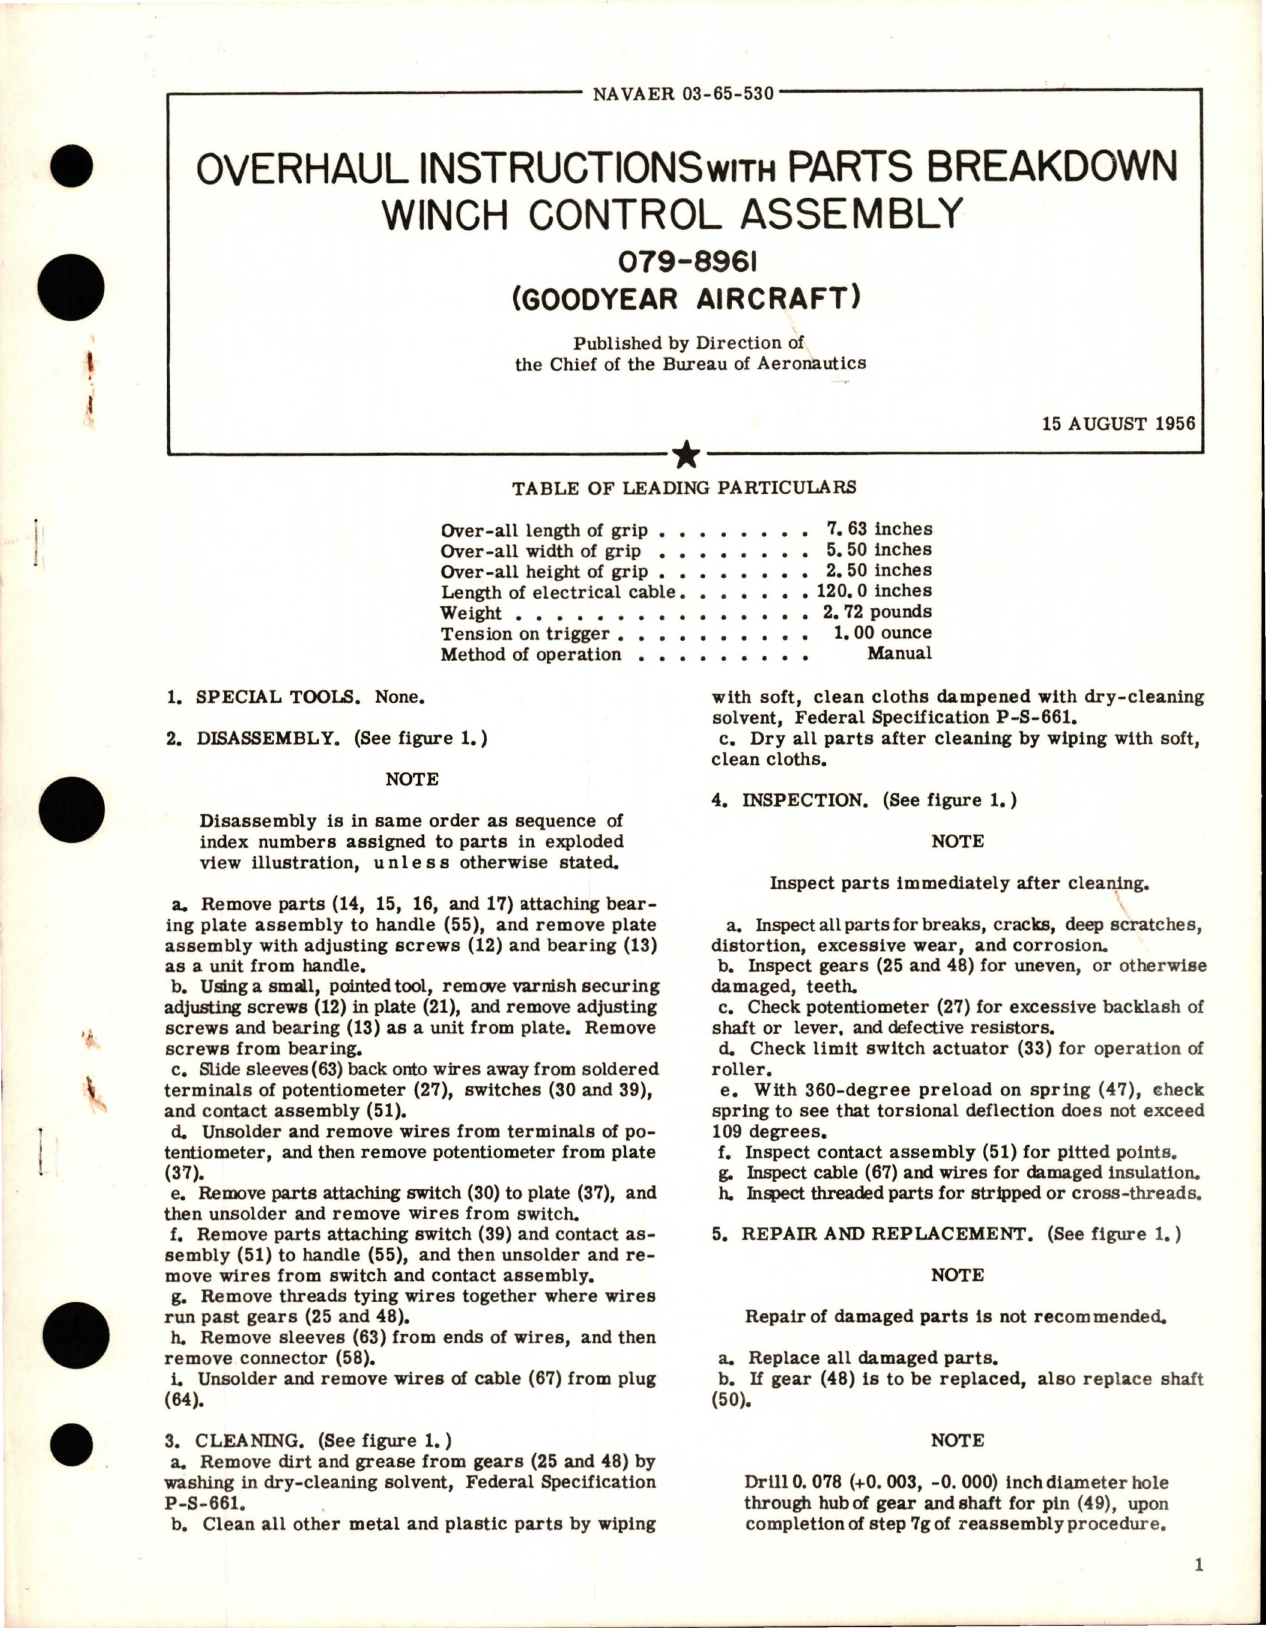 NAVAER 03-65-530
OVERHAUL INSTRUCTIONS WITH PARTS BREAKDOWN
WINCH CONTROL ASSEMBLY
079-8961
(GOODYEAR AIRCRAFT)
Published by Direction of
the Chief of the Bureau of Aeronautics
15 AUGUST 1956
TABLE OF LEADING PARTICULARS
Over-all length of grip . . . . . . . . 7.63 inches
Over-all width of grip . . . . . . . . 5.50 inches
Over-all height of grip . . . . . . . . 2.50 inches
Length of electrical cable. . . . . . . 120.0 inches
Weight . . . . . . . . . . . . . . . 2.72 pounds
Tension on trigger . . . . . . . . . . 1.00 ounce
Method of operation . . . . . . . . . Manual
1. SPECIAL TOOLS. None.
2. DISASSEMBLY. (See figure 1.)
NOTE
Disassembly is in same order as sequence of
index numbers assigned to parts in exploded
view illustration, unless otherwise stated.
a. Remove parts (14, 15, 16, and 17) attaching bear-
ing plate assembly to handle (55), and remove plate
assembly with adjusting screws (12) and bearing (13)
as a unit from handle.
b. Using a small, pointed tool, remove varnish securing
adjusting screws (12) in plate (21), and remove adjusting
screws and bearing (13) as a unit from plate. Remove
screws from bearing.
c. Slide sleeves (63) back onto wires away from soldered
terminals of potentiometer (27), switches (30 and 39),
and contact assembly (51).
d. Unsolder and remove wires from terminals of po-
tentiometer, and then remove potentiometer from plate
(37).
e. Remove parts attaching switch (30) to plate (37), and
then unsolder and remove wires from switch.
f. Remove parts attaching switch (39) and contact as-
sembly (51) to handle (55), and then unsolder and re-
move wires from switch and contact assembly.
g. Remove threads tying wires together where wires
run past gears (25 and 48).
h. Remove sleeves (63) from ends of wires, and then
remove connector (58).
i. Unsolder and remove wires of cable (67) from plug
(64).
3. CLEANING. (See figure 1.)
a. Remove dirt and grease from gears (25 and 48) by
washing in dry-cleaning solvent, Federal Specification
P-S-661.
b. Clean all other metal and plastic parts by wiping
with soft, clean cloths dampened with dry-cleaning
solvent, Federal Specification P-S-661.
c. Dry all parts after cleaning by wiping with soft,
clean cloths.
4. INSPECTION. (See figure 1.)
NOTE
Inspect parts immediately after cleaning.
a. Inspect all parts for breaks, cracks, deep scratches,
distortion, excessive wear, and corrosion.
b. Inspect gears (25 and 48) for uneven, or otherwise
damaged, teeth.
c. Check potentiometer (27) for excessive backlash of
shaft or lever, and defective resistors.
d. Check limit switch actuator (33) for operation of
roller.
e. With 360-degree preload on spring (47), check
spring to see that torsional deflection does not exceed
109 degrees.
f. Inspect contact assembly (51) for pitted points.
g. Inspect cable (67) and wires for damaged insulation.
h. Inspect threaded parts for stripped or cross-threads.
5. REPAIR AND REPLACEMENT. (See figure 1.)
NOTE
Repair of damaged parts is not recommended.
a. Replace all damaged parts.
b. If gear (48) is to be replaced, also replace shaft
(50).
NOTE
Drill 0.078 (+0.003, -0.000) inch diameter hole
through hub of gear and shaft for pin (49), upon
completion of step 7g of reassembly procedure.
1